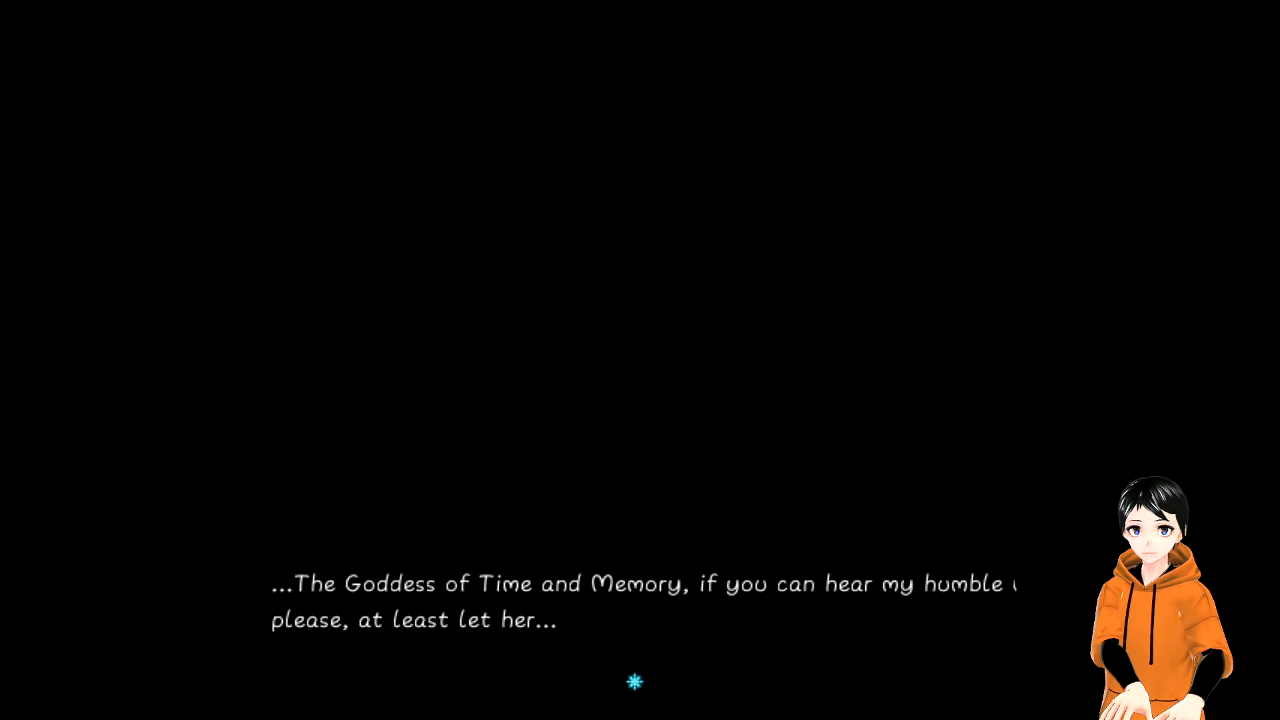 ...The Goddess of Time and Memory, if you can hear my humble
please, at least let her...